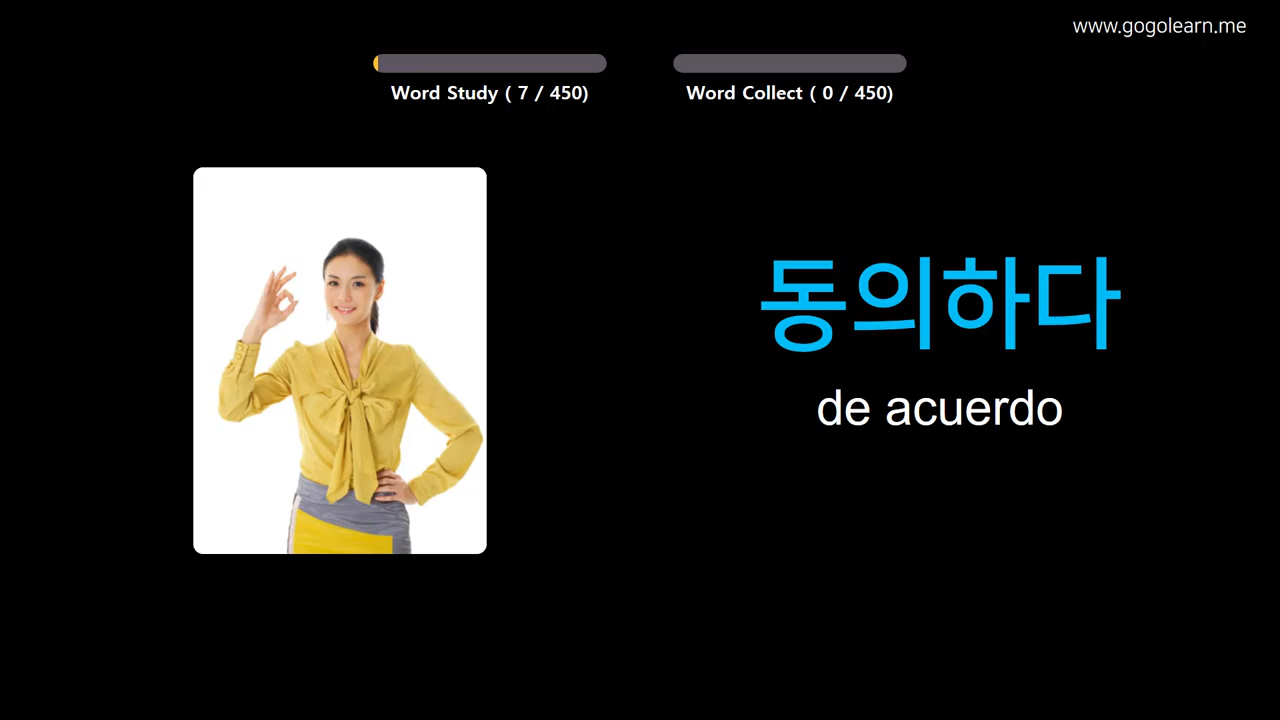 www.gogolearn.me
Word Study ( 7 / 450)
Word Collect ( 0 / 450)
동의하다
de acuerdo